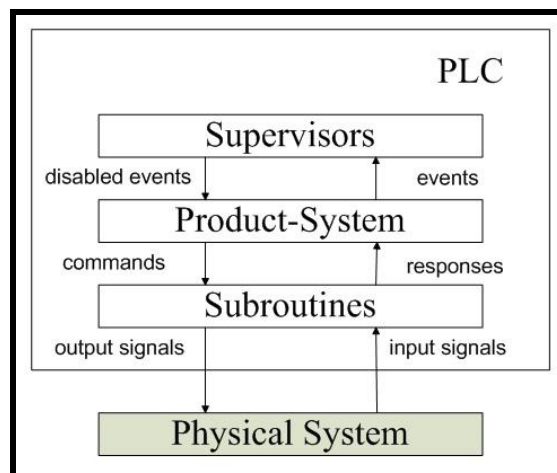 PLC
Supervisors
disabled events
events
Product-System
commands
responses
Subroutines
output signals
input signals
Physical System